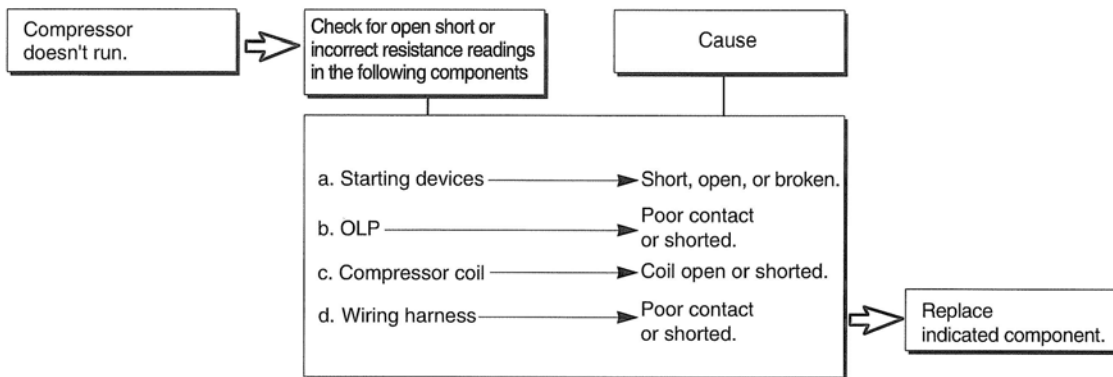 Compressor
doesn't run.
Check for open short or
incorrect resistance readings
in the following components
Cause
a. Starting devices
Short, open, or broken.
b. OLP
Poor contact
or shorted.
c. Compressor coil
Coil open or shorted.
d. Wiring harness
Poor contact
or shorted.
Replace
indicated component.